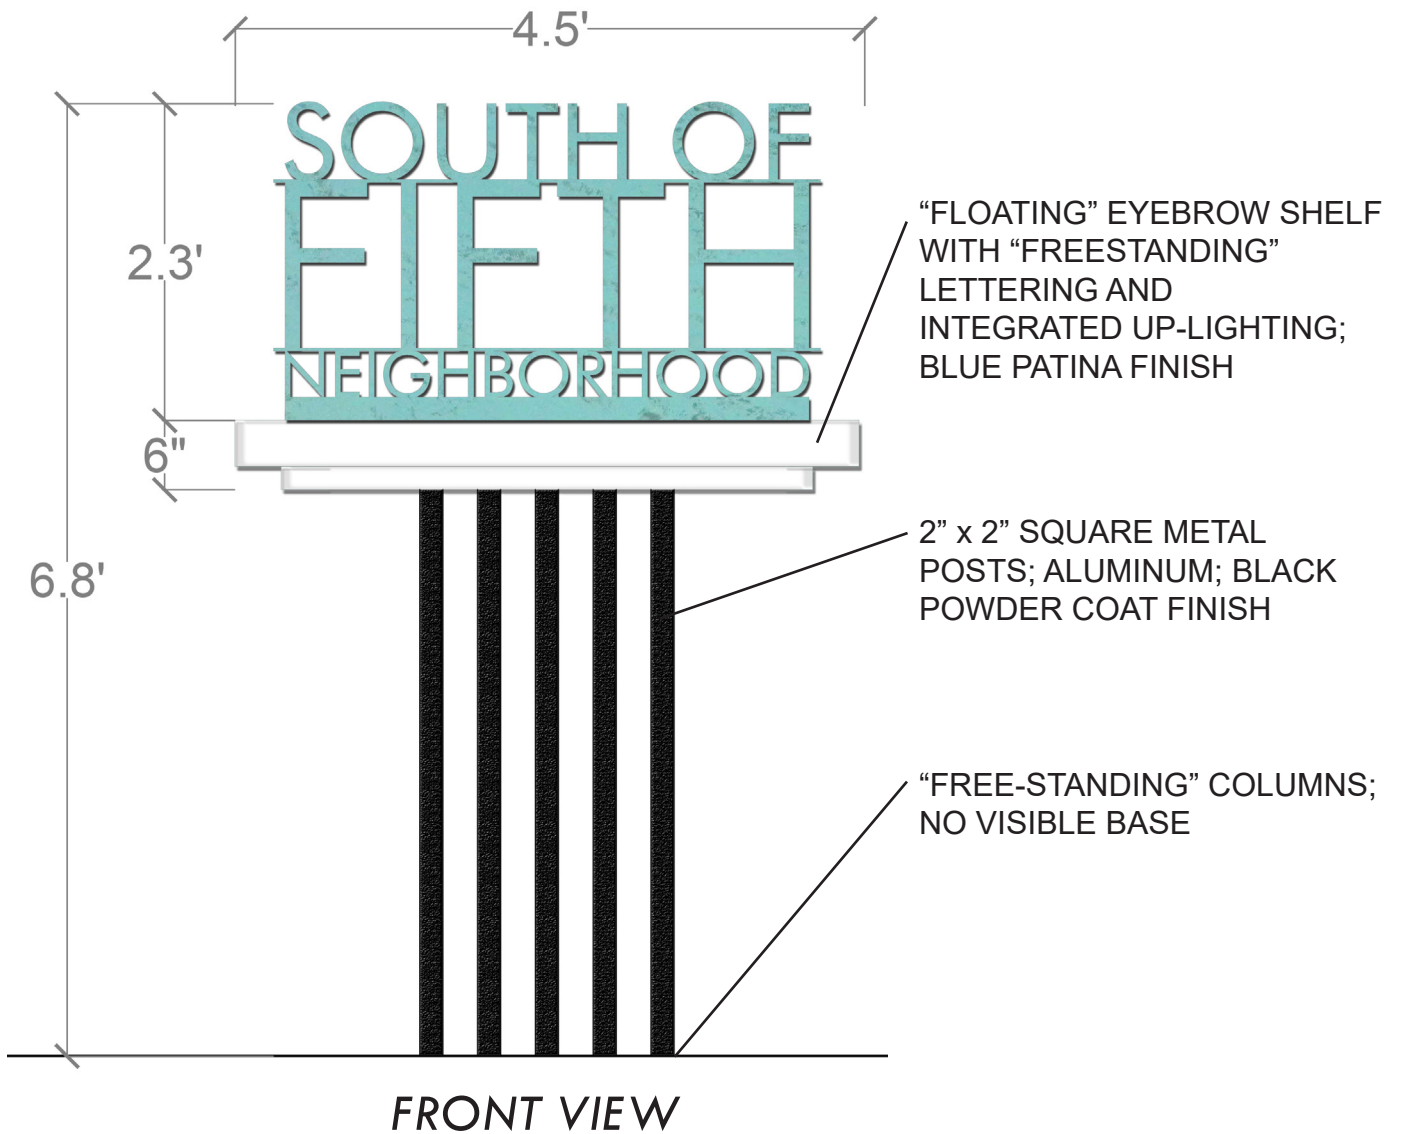 4.5'
SOUTH OF
FIFTH
NEIGHBORHOOD
2.3'
6"
6.8'
“FLOATING” EYEBROW SHELF
WITH “FREESTANDING”
LETTERING AND
INTEGRATED UP-LIGHTING;
BLUE PATINA FINISH
2” x 2” SQUARE METAL
POSTS; ALUMINUM; BLACK
POWDER COAT FINISH
“FREE-STANDING” COLUMNS;
NO VISIBLE BASE
FRONT VIEW